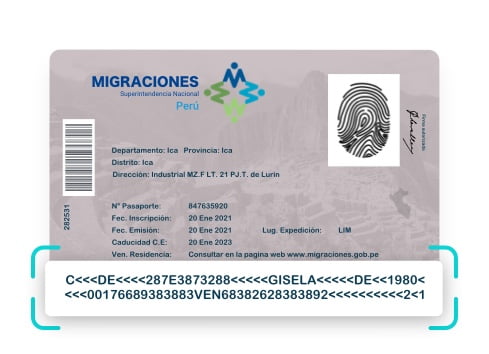 MIGRACIONES
Superintendencia Nacional
Perú
Departamento: Ica Provincia: Ica
Distrito: Ica
Dirección: Industrial MZ.F LT. 21 PJ.T. de Lurín
Firma autorizada
282531
N° Pasaporte: 847635920
Fec. Inscripción: 20 Ene 2021
Fec. Emisión: 20 Ene 2021 Lug. Expedición: LIM
Caducidad C.E: 20 Ene 2023
Ven. Residencia: Consultar en la pagina web www.migraciones.gob.pe
C<<<DE<<<<287E3873288<<<<<GISELA<<<<<DE<<1980<
<<<00176689383883VEN68382628383892<<<<<<<<<<2<1